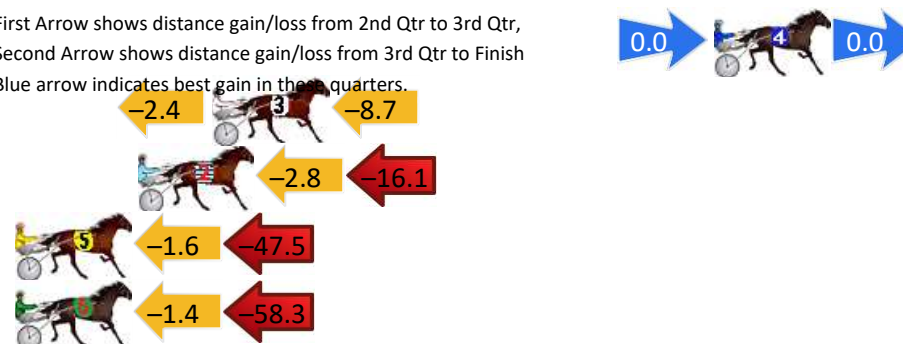 First Arrow shows distance gain/loss from 2nd Qtr to 3rd Qtr,
0.0 4 0.0
Second Arrow shows distance gain/loss from 3rd Qtr to Finish
Blue arrow indicates best gain in these quarters.
–2.4 3 –8.7
2 –2.8 –16.1
5 –1.6 –47.5
6 –1.4 –58.3